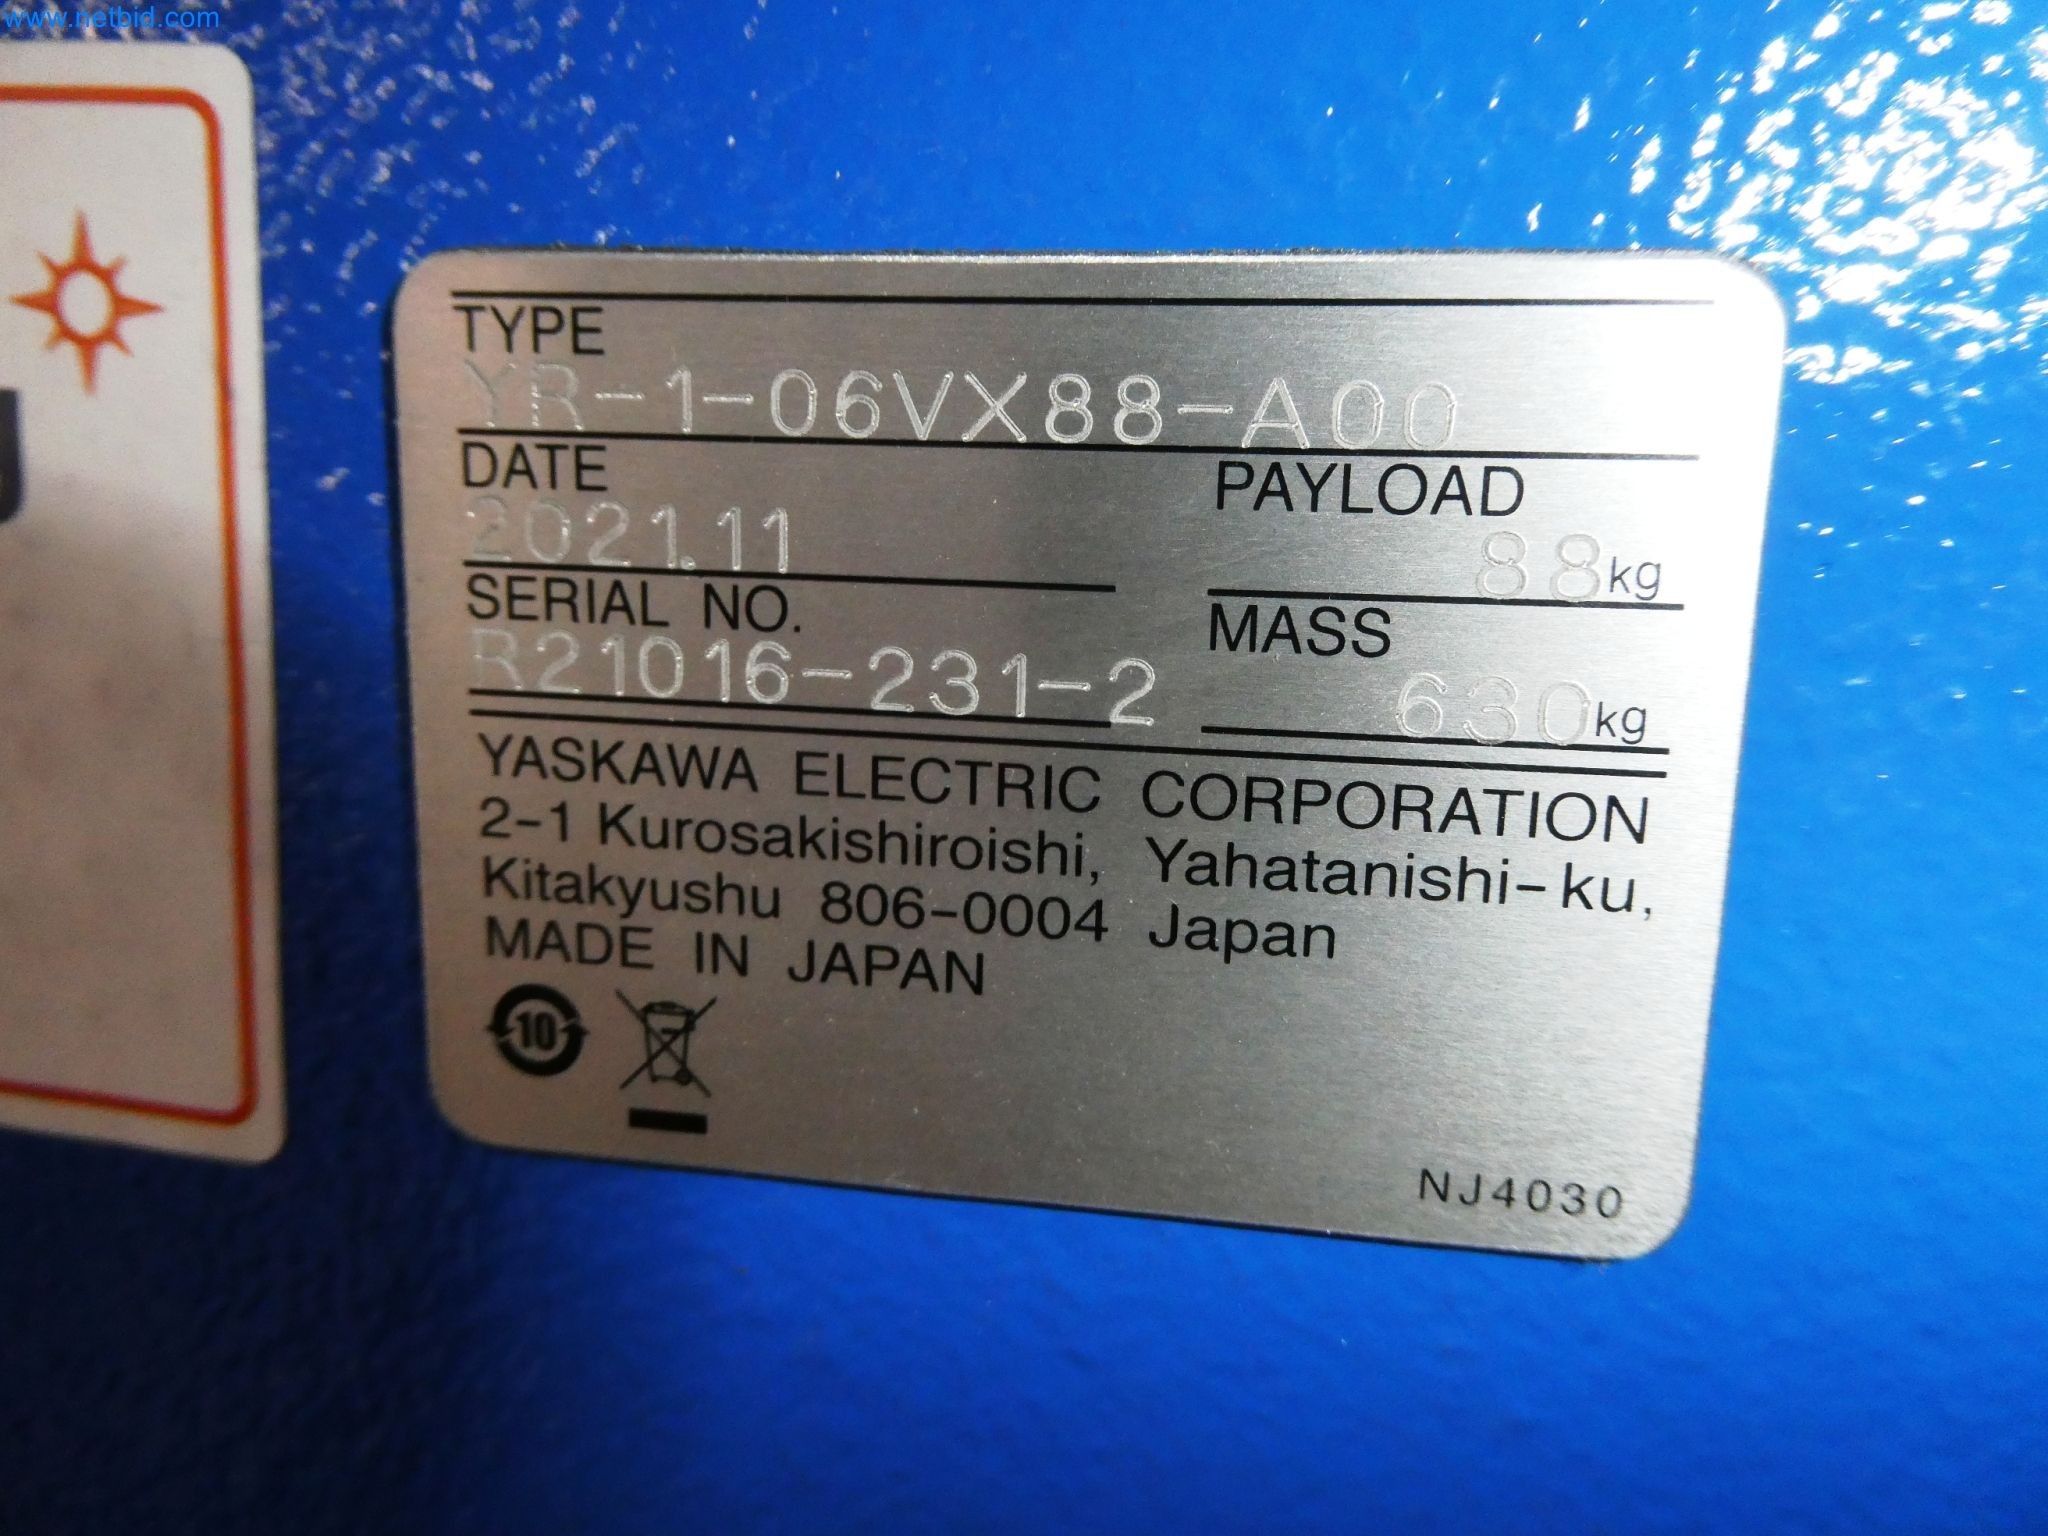 www.netbid.com
TYPE
YR-1-06VX88-A00
DATE
2021.11
PAYLOAD
88kg
SERIAL NO.
R21016-231-2
MASS
630kg
YASKAWA ELECTRIC CORPORATION
2-1 Kurosakishiroishi, Yahatanishi-ku,
Kitakyushu 806-0004 Japan
MADE IN JAPAN
10
NJ4030